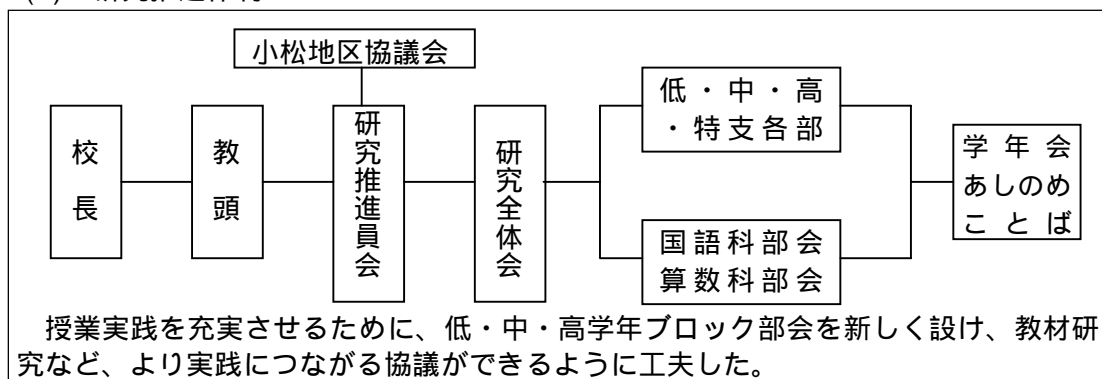 小松地区協議会
校長
教頭
研究推進員会
研究全体会
低・中・高
・特支各部
国語科部会
算数科部会
学年会
あしのめ
ことば
授業実践を充実させるために、低・中・高学年ブロック部会を新しく設け、教材研
究など、より実践につながる協議ができるように工夫した。